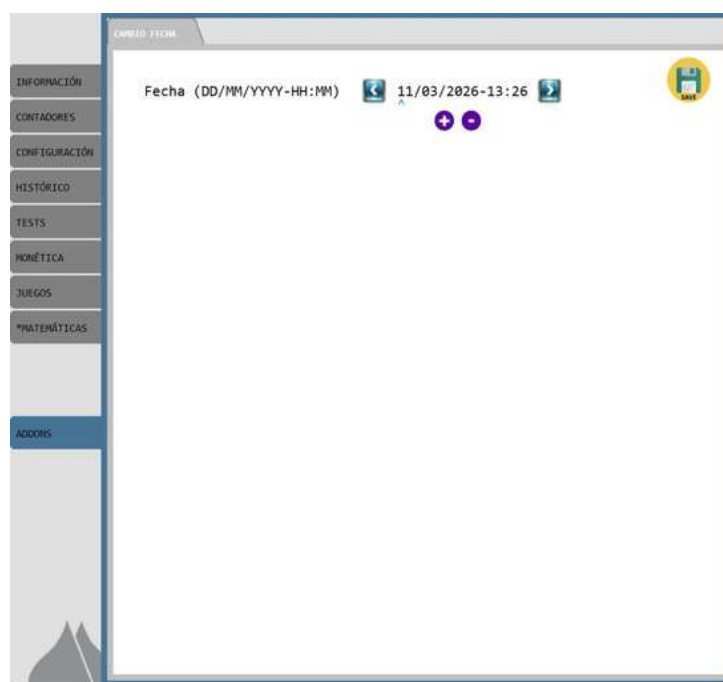 CAMBIO FECHA
INFORMACIÓN
CONTADORES
CONFIGURACIÓN
HISTÓRICO
TESTS
MONÉTICA
JUEGOS
*MATEMÁTICAS
ADDONS
Fecha (DD/MM/YYYY-HH:MM) 11/03/2026-13:26
^
SAVE